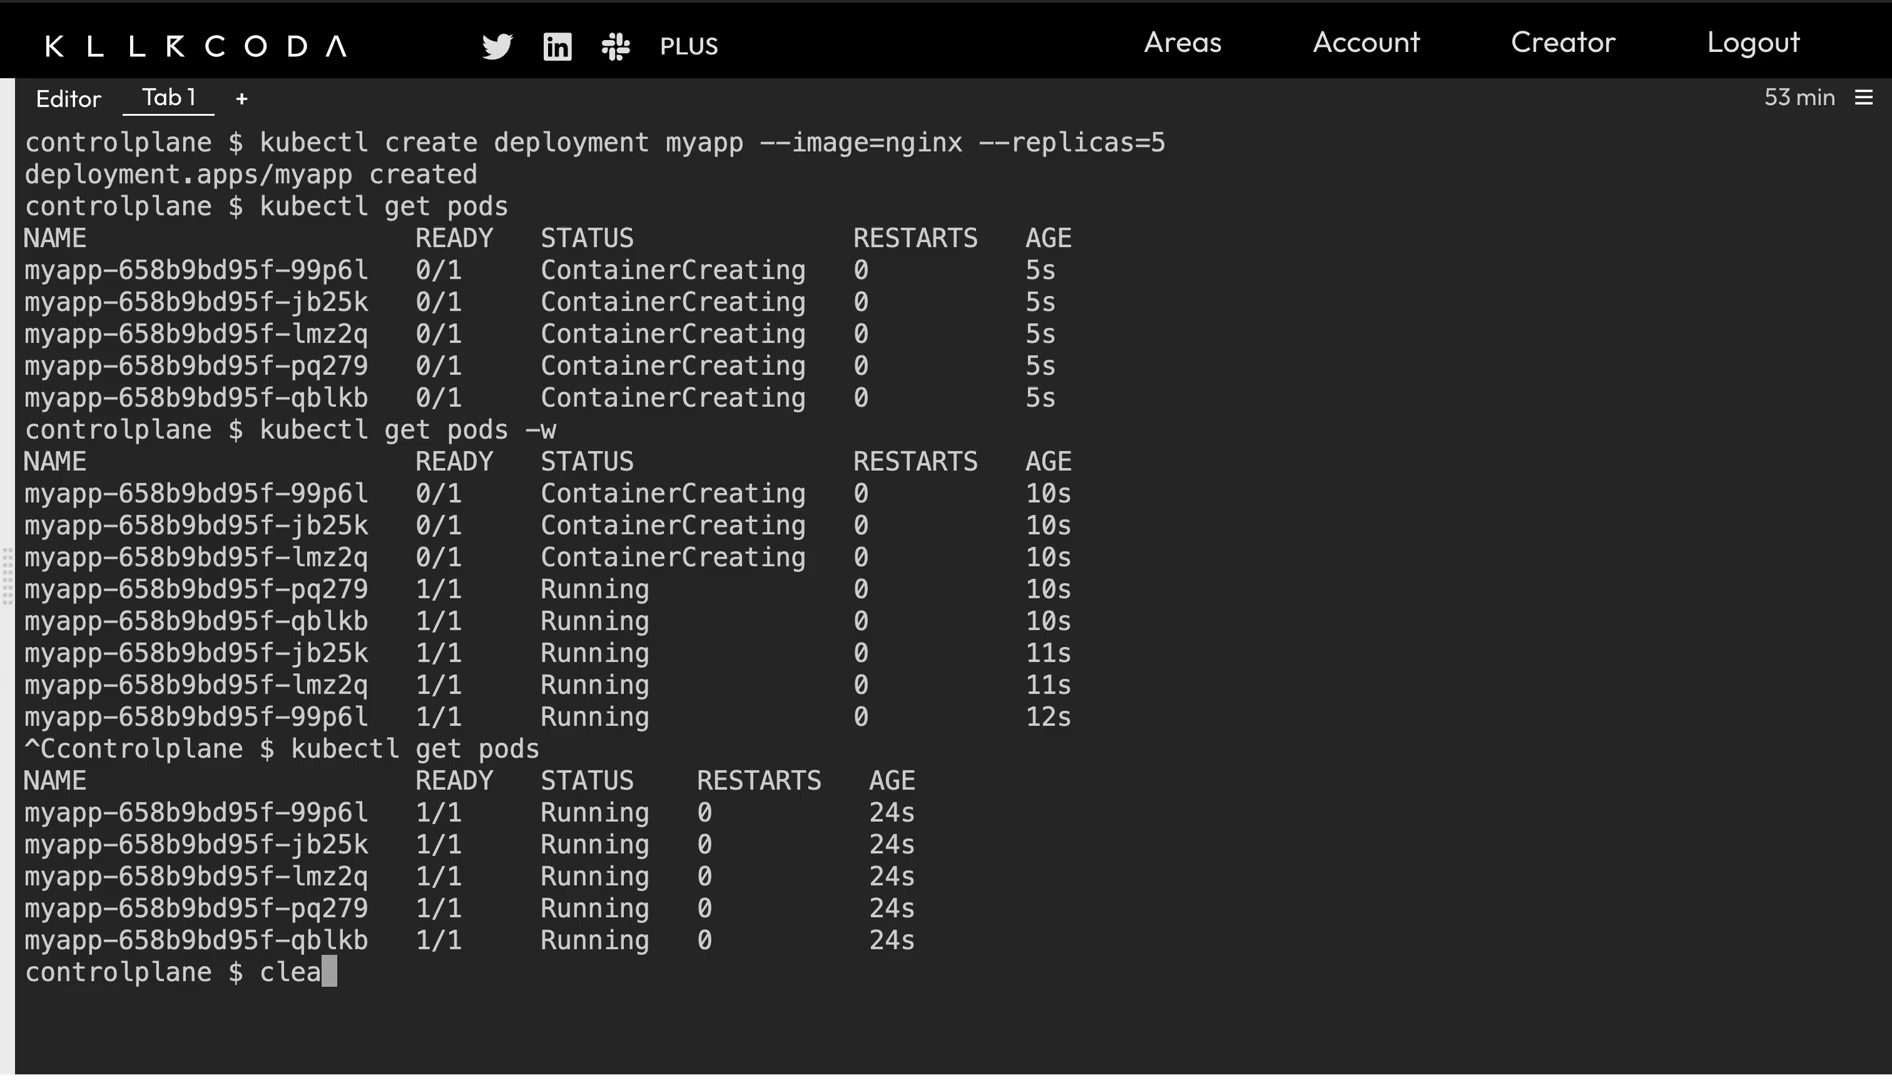 KLLRCODA PLUS Areas Account Creator Logout
Editor Tab 1 + 53 min
controlplane $ kubectl create deployment myapp --image=nginx --replicas=5
deployment.apps/myapp created
controlplane $ kubectl get pods
NAME READY STATUS RESTARTS AGE
myapp-658b9bd95f-99p6l 0/1 ContainerCreating 0 5s
myapp-658b9bd95f-jb25k 0/1 ContainerCreating 0 5s
myapp-658b9bd95f-lmz2q 0/1 ContainerCreating 0 5s
myapp-658b9bd95f-pq279 0/1 ContainerCreating 0 5s
myapp-658b9bd95f-qblkb 0/1 ContainerCreating 0 5s
controlplane $ kubectl get pods -w
NAME READY STATUS RESTARTS AGE
myapp-658b9bd95f-99p6l 0/1 ContainerCreating 0 10s
myapp-658b9bd95f-jb25k 0/1 ContainerCreating 0 10s
myapp-658b9bd95f-lmz2q 0/1 ContainerCreating 0 10s
myapp-658b9bd95f-pq279 1/1 Running 0 10s
myapp-658b9bd95f-qblkb 1/1 Running 0 10s
myapp-658b9bd95f-jb25k 1/1 Running 0 11s
myapp-658b9bd95f-lmz2q 1/1 Running 0 11s
myapp-658b9bd95f-99p6l 1/1 Running 0 12s
^Ccontrolplane $ kubectl get pods
NAME READY STATUS RESTARTS AGE
myapp-658b9bd95f-99p6l 1/1 Running 0 24s
myapp-658b9bd95f-jb25k 1/1 Running 0 24s
myapp-658b9bd95f-lmz2q 1/1 Running 0 24s
myapp-658b9bd95f-pq279 1/1 Running 0 24s
myapp-658b9bd95f-qblkb 1/1 Running 0 24s
controlplane $ clea